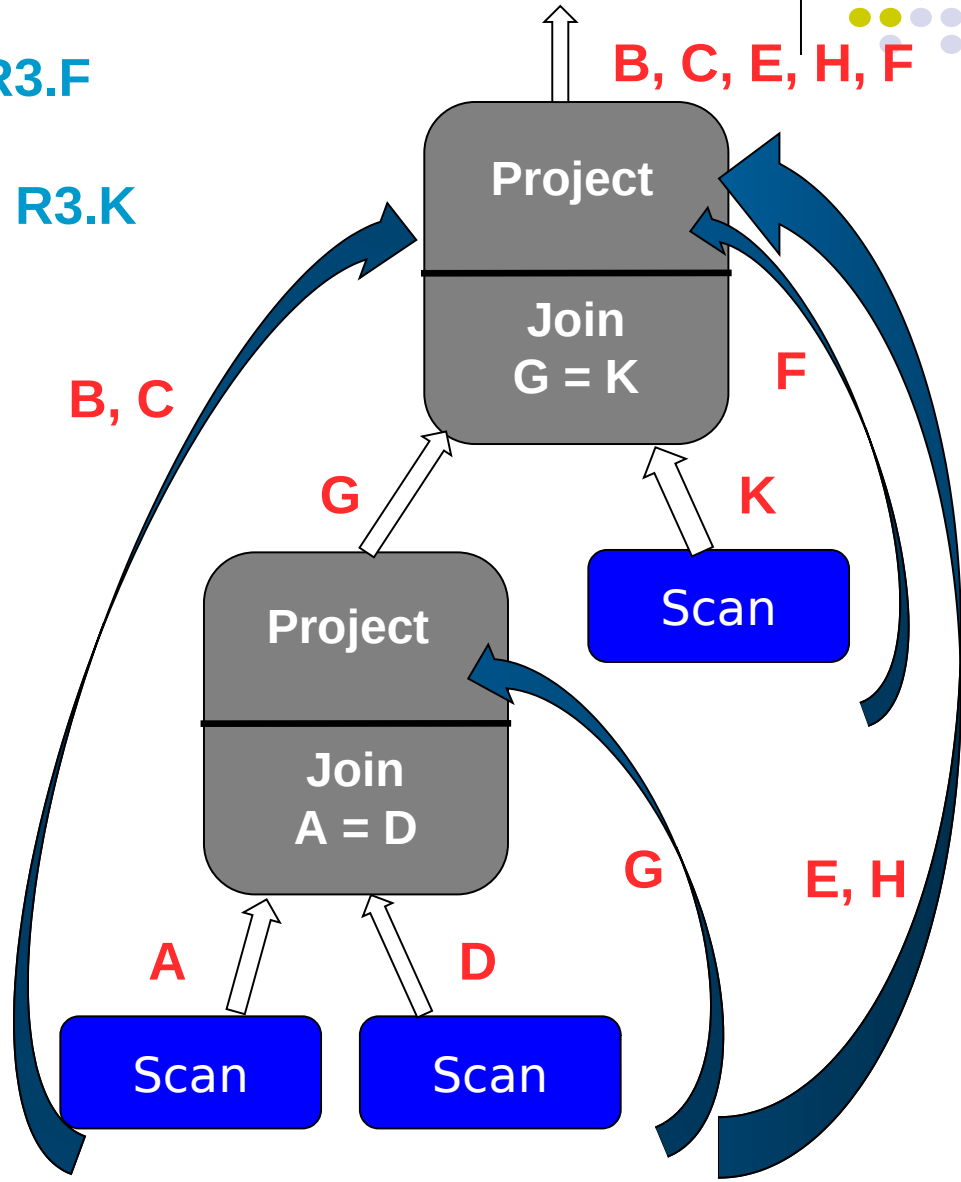 R3.F
B, C, E, H, F
Project
R3.K
Join
G = K
F
B, C
G
K
Scan
Project
Join
A = D
G
E, H
A
D
Scan
Scan